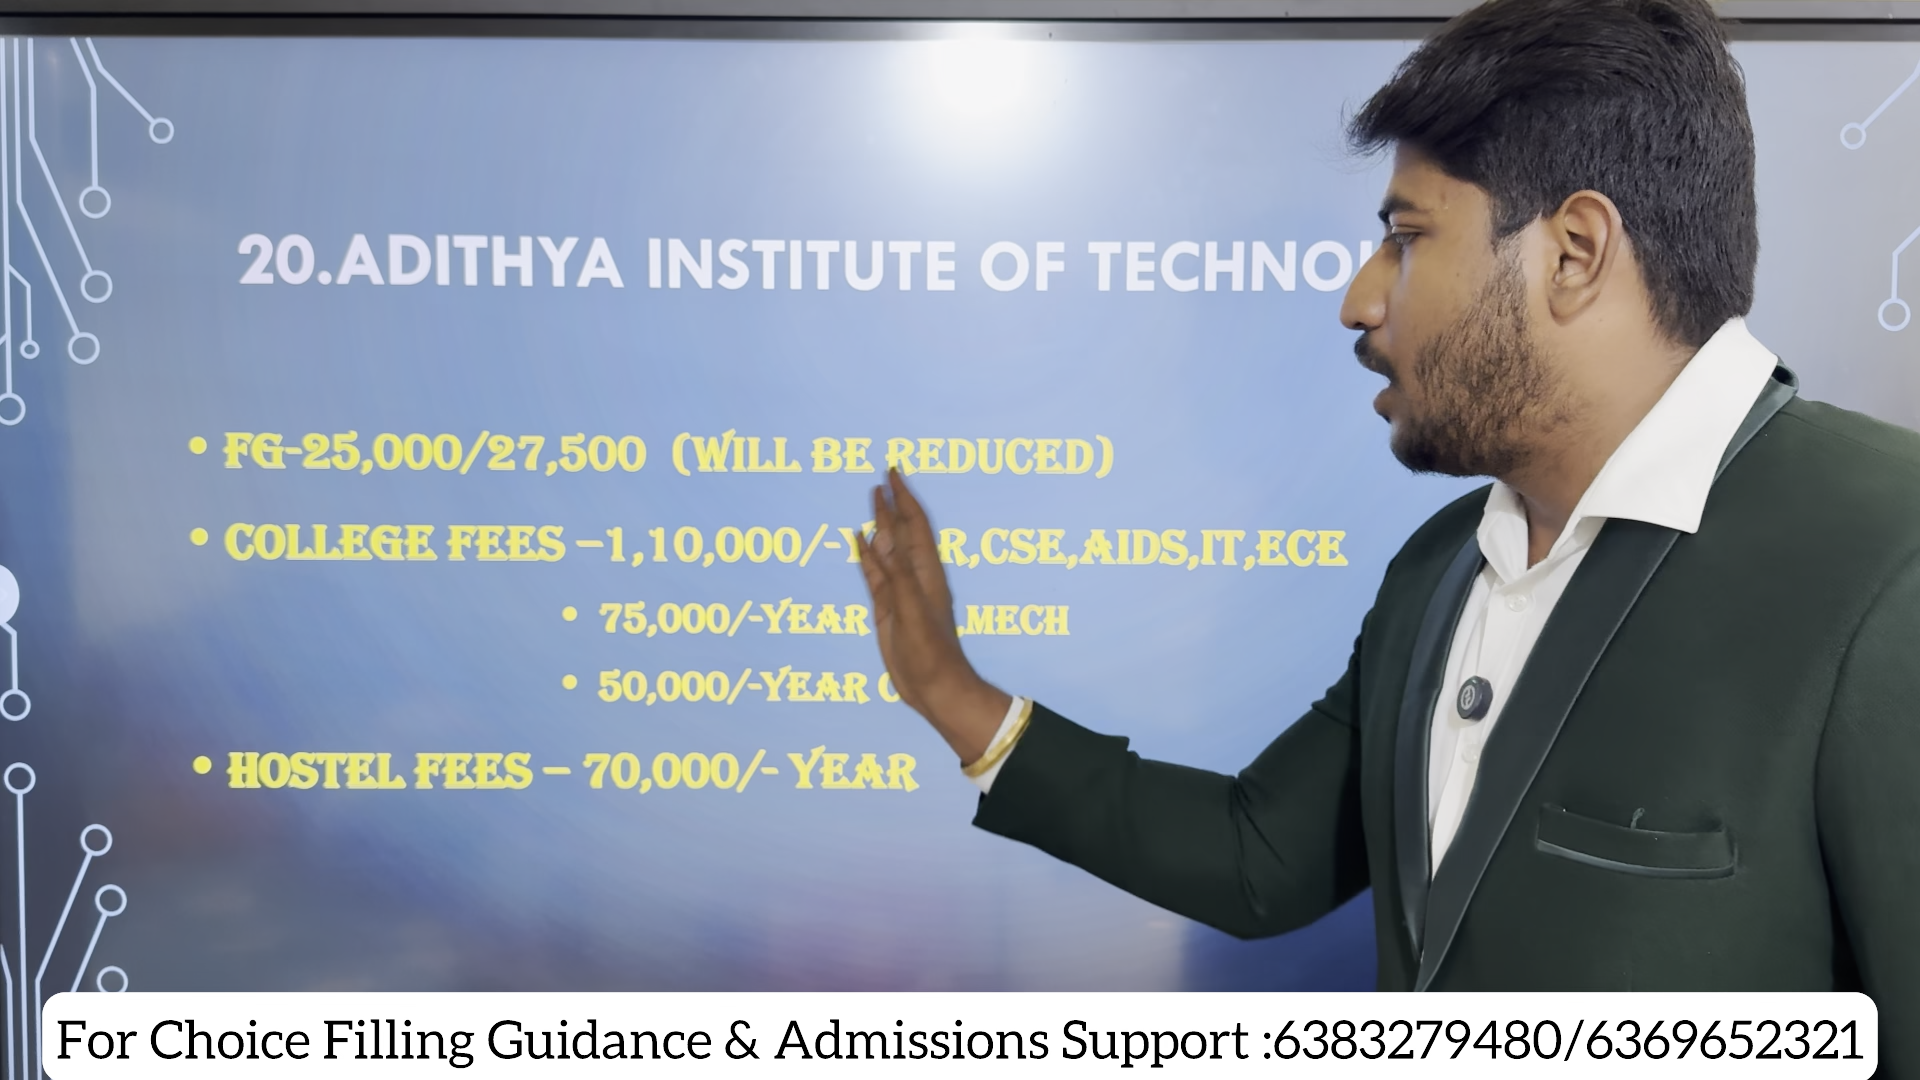 20.ADITHYA INSTITUTE OF
• FG-25,000/27,500 (WILL BE REDUCED)
• COLLEGE FEES –1,10,000/-,CSE,AIDS,IT,ECE
• 75,000/-YEAR ,MECH
• 50,000/-YEAR
• HOSTEL FEES – 70,000/- YEAR
For Choice Filling Guidance & Admissions Support :6383279480/6369652321